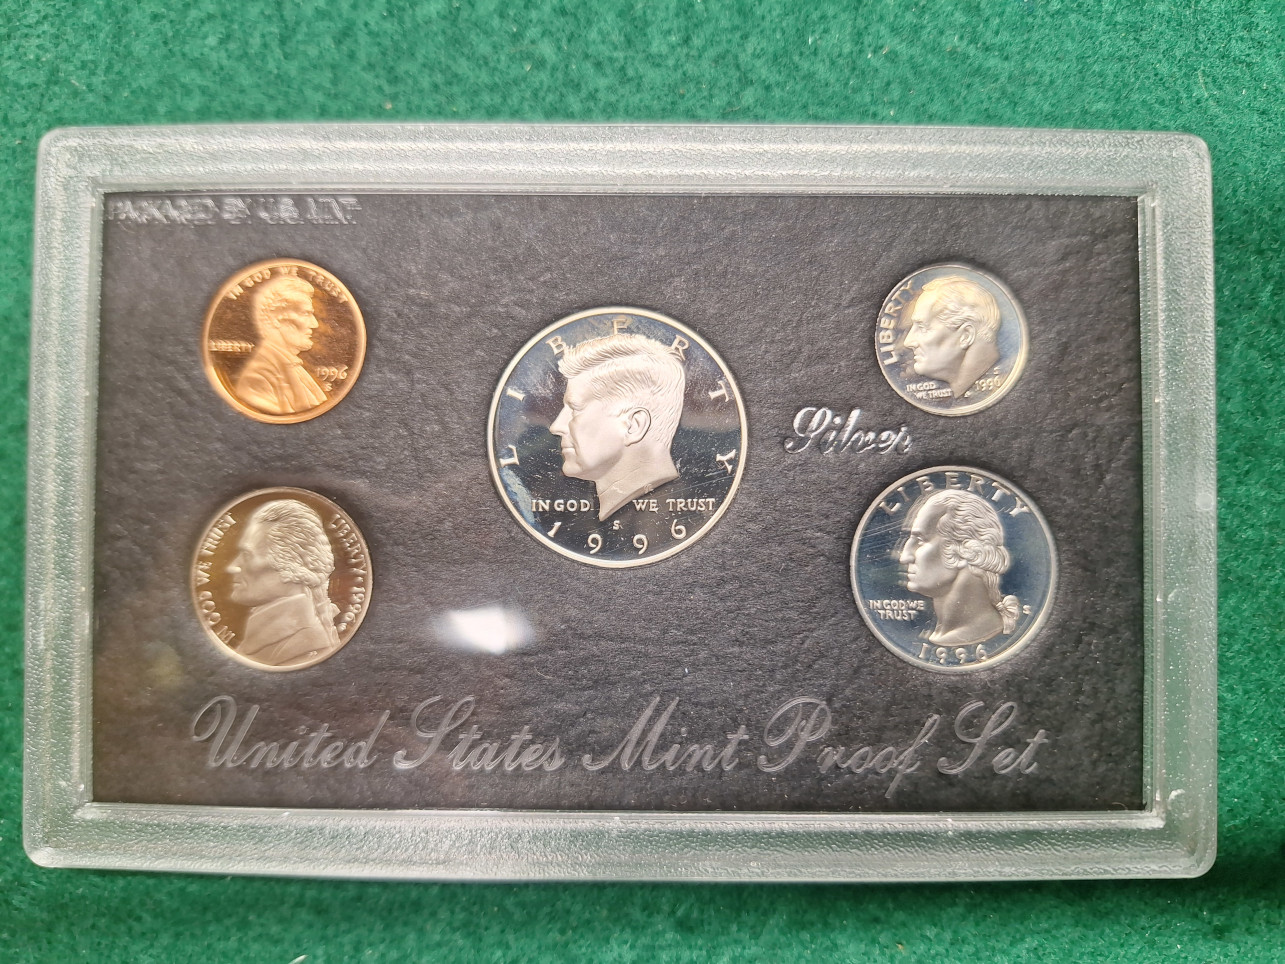 PACKAGED BY U.S. MINT
IN GOD WE TRUST
LIBERTY
1996
S
LIBERTY
IN GOD WE TRUST
S
1996
LIBERTY
IN GOD
WE TRUST
S
1996
Silver
IN GOD WE TRUST
LIBERTY • 1996
S
LIBERTY
IN GOD WE
TRUST
S
1996
United States Mint Proof Set